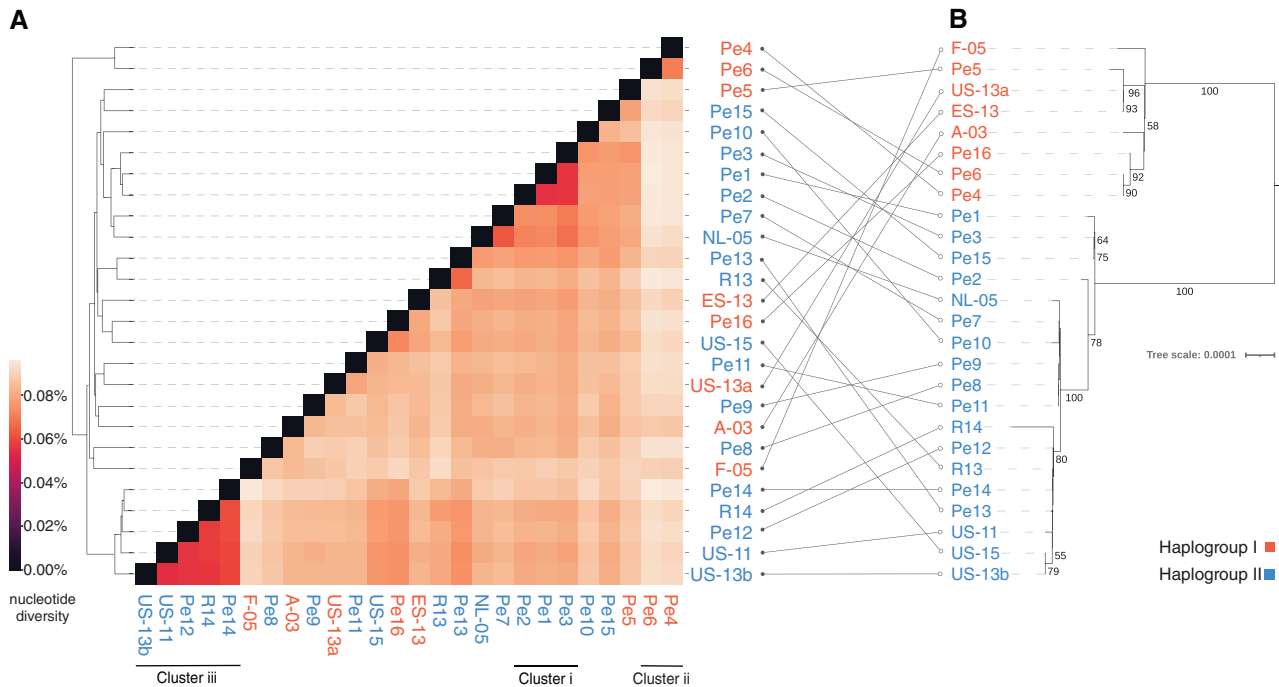 A
B
Pe4
Pe6
Pe5
Pe15
Pe10
Pe3
Pe1
Pe2
Pe7
NL-05
Pe13
R13
ES-13
Pe16
US-15
Pe11
US-13a
Pe9
A-03
Pe8
F-05
Pe14
R14
Pe12
US-11
US-13b
0.08%
0.06%
0.04%
0.02%
0.00%
nucleotide
diversity
US-13b
US-11
Pe12
R14
Pe14
F-05
Pe8
A-03
Pe9
US-13a
Pe11
US-15
Pe16
ES-13
R13
Pe13
NL-05
Pe7
Pe2
Pe1
Pe3
Pe10
Pe15
Pe5
Pe6
Pe4
Cluster iii
Cluster i
Cluster ii
F-05
Pe5
US-13a
ES-13
A-03
Pe16
Pe6
Pe4
Pe1
Pe3
Pe15
Pe2
NL-05
Pe7
Pe10
Pe9
Pe8
Pe11
R14
Pe12
R13
Pe14
Pe13
US-11
US-15
US-13b
100
96
93
58
92
90
64
75
100
78
100
80
55
79
Tree scale: 0.0001
Haplogroup I
Haplogroup II